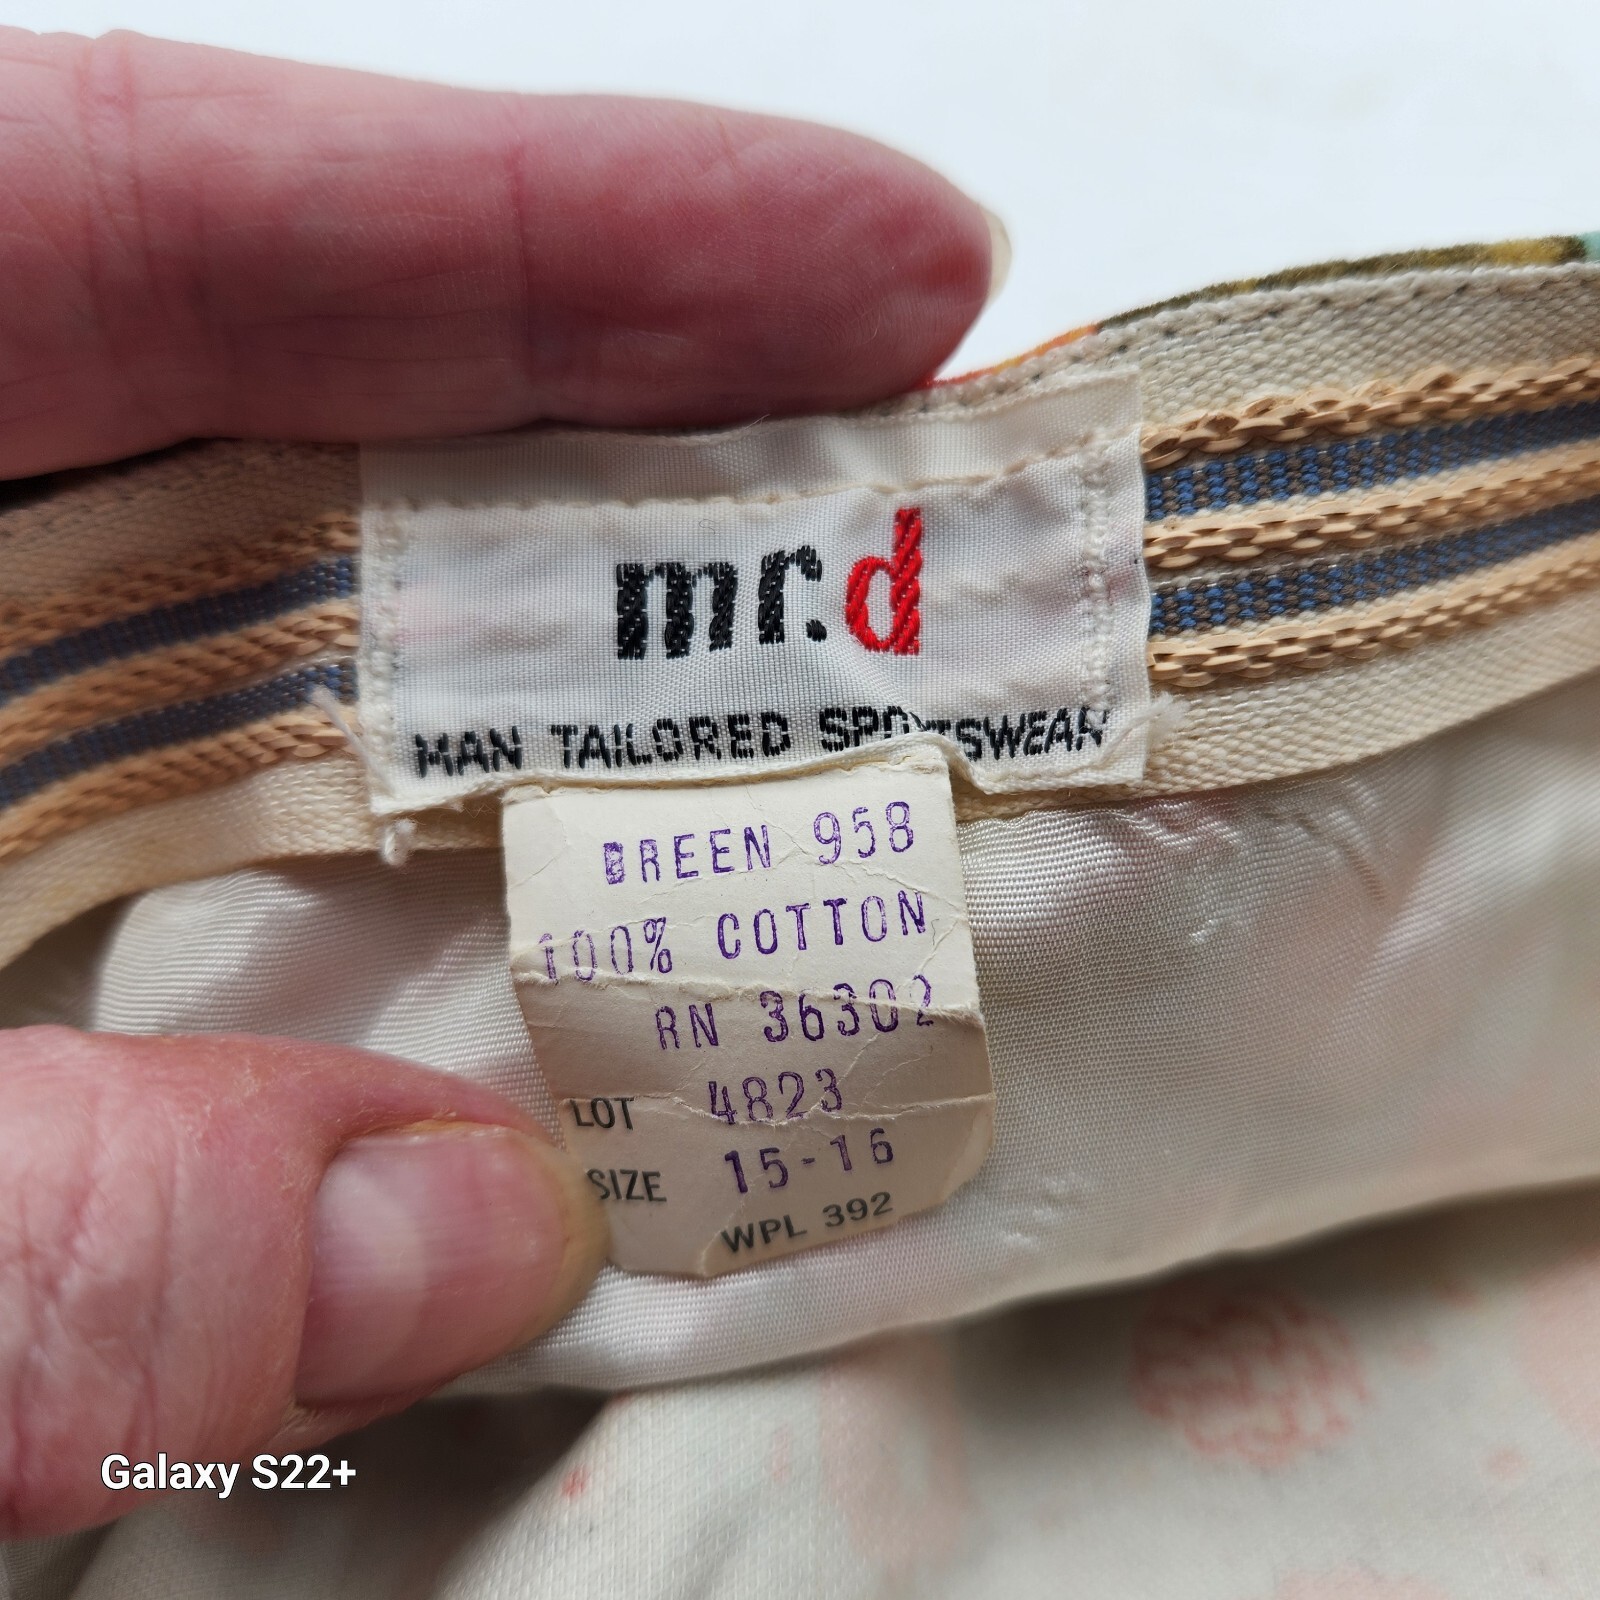 mr.d
MAN TAILORED SPORTSWEAR
BREEN 958
100% COTTON
RN 36302
LOT 4823
SIZE 15-16
WPL 392
Galaxy S22+